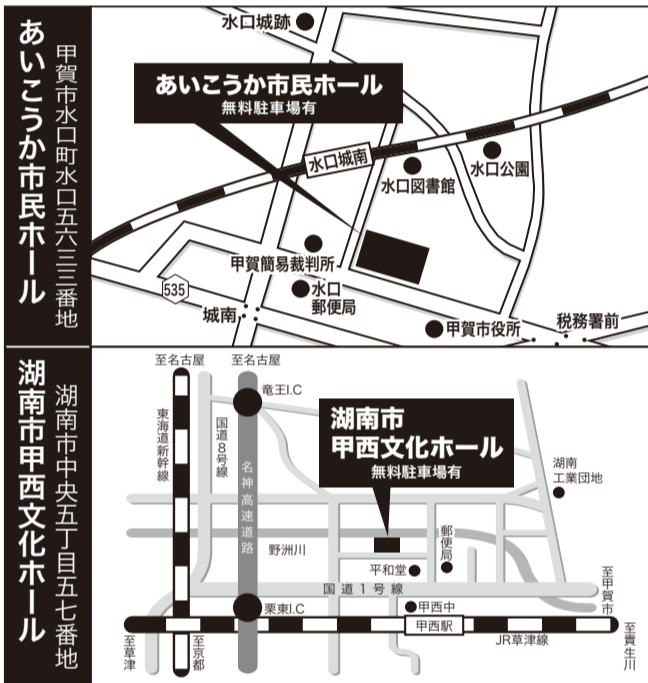 あいこうか市民ホール
甲賀市水口町水口五六三三番地
水口城跡
あいこうか市民ホール
無料駐車場有
水口城南
水口図書館
水口公園
甲賀簡易裁判所
水口
郵便局
535
城南
甲賀市役所
税務署前
湖南市甲西文化ホール
湖南市中央五丁目五七番地
至名古屋
至名古屋
竜王I.C
東海道新幹線
国道8号線
名神高速道路
湖南市
甲西文化ホール
無料駐車場有
湖南
工業団地
野洲川
郵便局
平和堂
国道1号線
至甲賀市
栗東I.C
甲西中
甲西駅
JR草津線
至草津
至京都
至貴生川